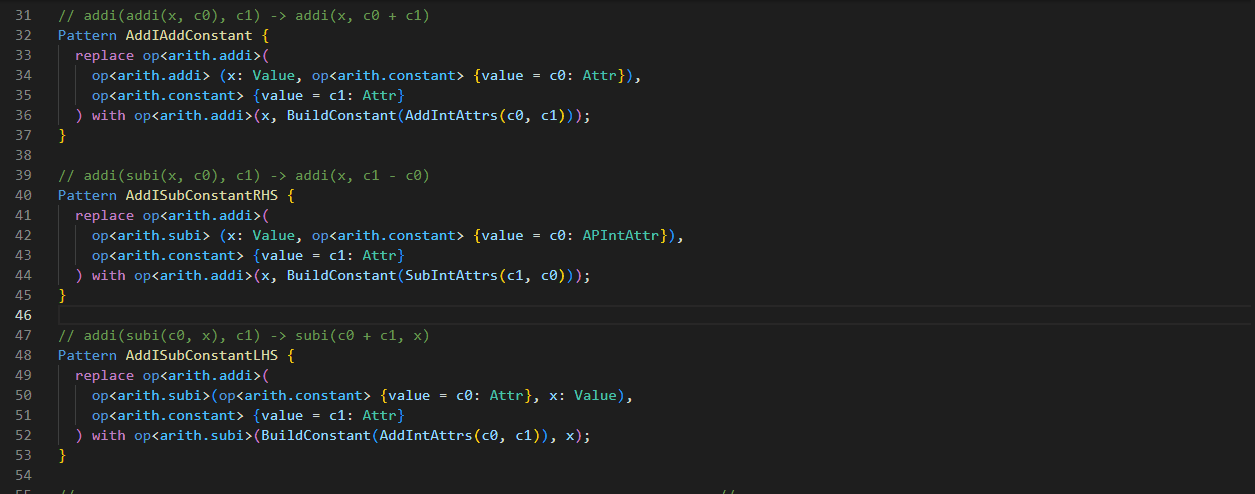 31 // addi(addi(x, c0), c1) -> addi(x, c0 + c1)
32 Pattern AddIAddConstant {
33   replace op<arith.addi>(
34     op<arith.addi> (x: Value, op<arith.constant> {value = c0: Attr}),
35     op<arith.constant> {value = c1: Attr}
36   ) with op<arith.addi>(x, BuildConstant(AddIntAttrs(c0, c1)));
37 }
38
39 // addi(subi(x, c0), c1) -> addi(x, c1 - c0)
40 Pattern AddISubConstantRHS {
41   replace op<arith.addi>(
42     op<arith.subi> (x: Value, op<arith.constant> {value = c0: APIntAttr}),
43     op<arith.constant> {value = c1: Attr}
44   ) with op<arith.addi>(x, BuildConstant(SubIntAttrs(c1, c0)));
45 }
46
47 // addi(subi(c0, x), c1) -> subi(c0 + c1, x)
48 Pattern AddISubConstantLHS {
49   replace op<arith.addi>(
50     op<arith.subi>(op<arith.constant> {value = c0: Attr}, x: Value),
51     op<arith.constant> {value = c1: Attr}
52   ) with op<arith.subi>(BuildConstant(AddIntAttrs(c0, c1)), x);
53 }
54